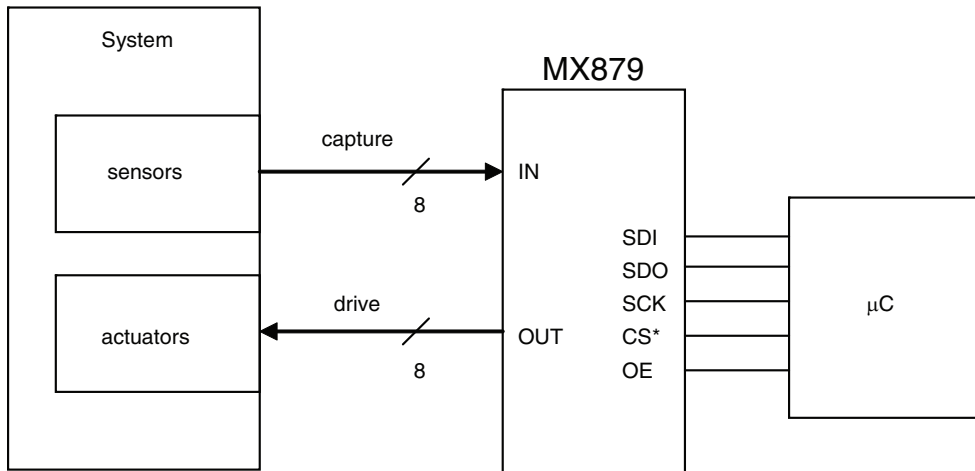 System
MX879
sensors
capture
8
IN
actuators
drive
8
OUT
SDI
SDO
SCK
CS*
OE
μC